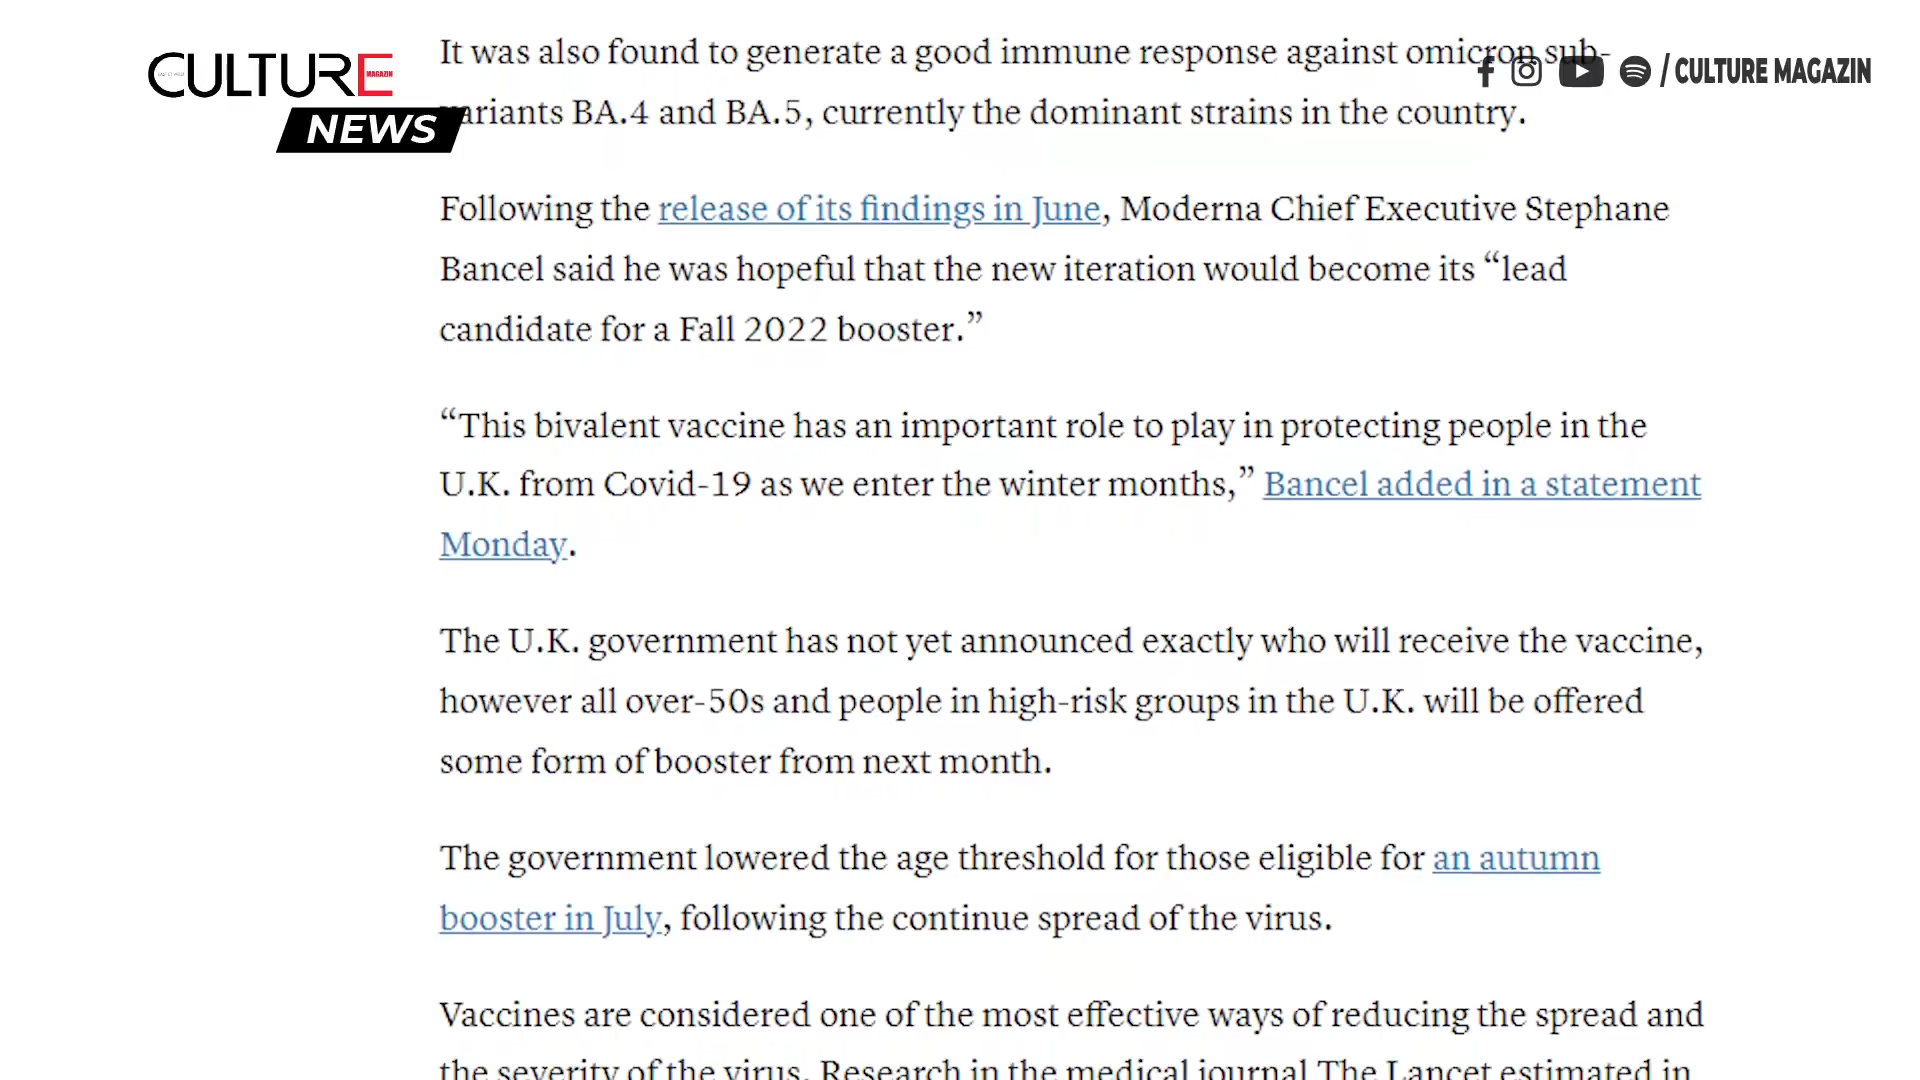 It was also found to generate a good immune response against omicron sub-
CULTURE MAGAZIN
/ CULTURE MAGAZIN
NEWS
variants BA.4 and BA.5, currently the dominant strains in the country.
Following the release of its findings in June, Moderna Chief Executive Stephane
Bancel said he was hopeful that the new iteration would become its “lead
candidate for a Fall 2022 booster.”
“This bivalent vaccine has an important role to play in protecting people in the
U.K. from Covid-19 as we enter the winter months,” Bancel added in a statement
Monday.
The U.K. government has not yet announced exactly who will receive the vaccine,
however all over-50s and people in high-risk groups in the U.K. will be offered
some form of booster from next month.
The government lowered the age threshold for those eligible for an autumn
booster in July, following the continue spread of the virus.
Vaccines are considered one of the most effective ways of reducing the spread and
the severity of the virus. Research in the medical journal The Lancet estimated in